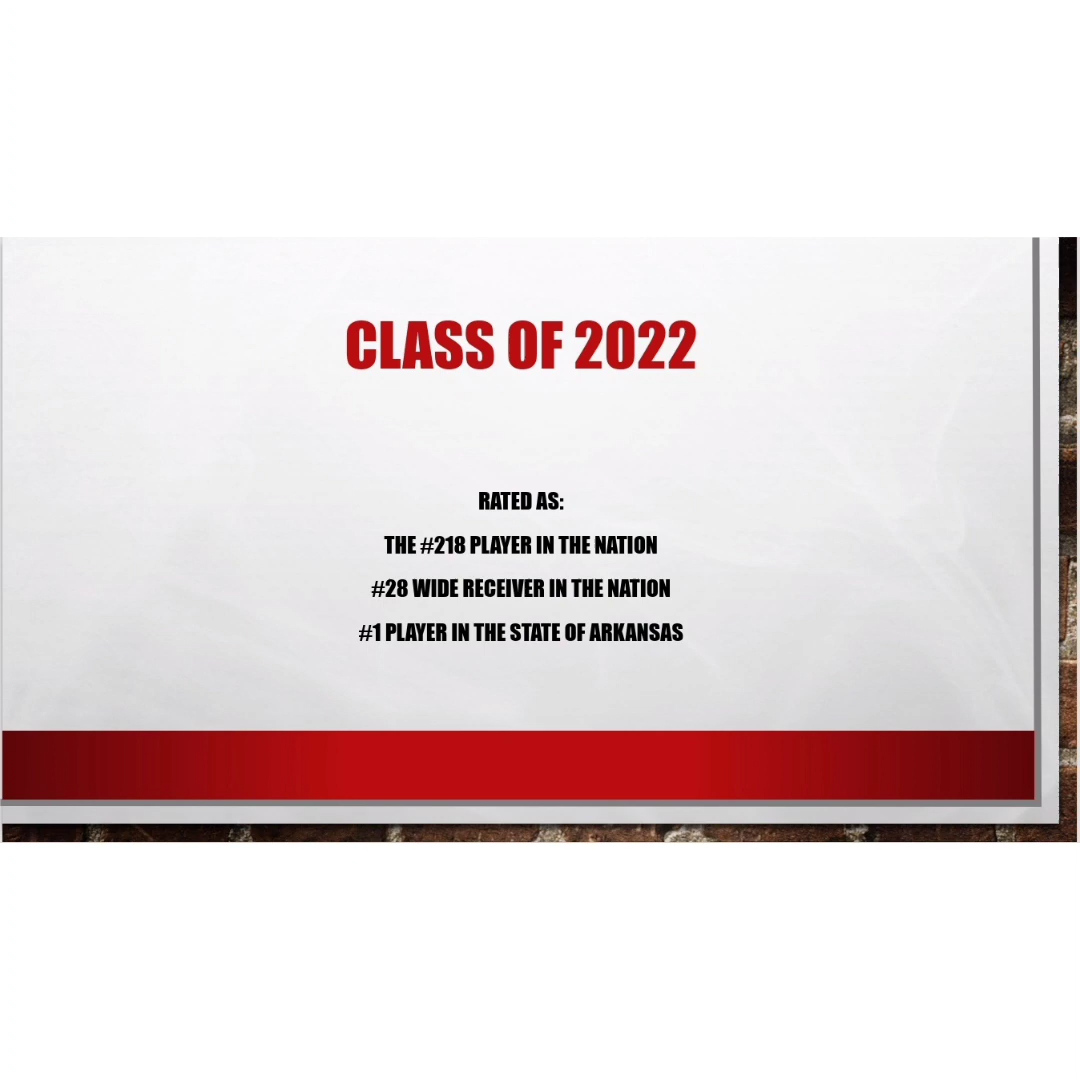 CLASS OF 2022
RATED AS:
THE #218 PLAYER IN THE NATION
#28 WIDE RECEIVER IN THE NATION
#1 PLAYER IN THE STATE OF ARKANSAS